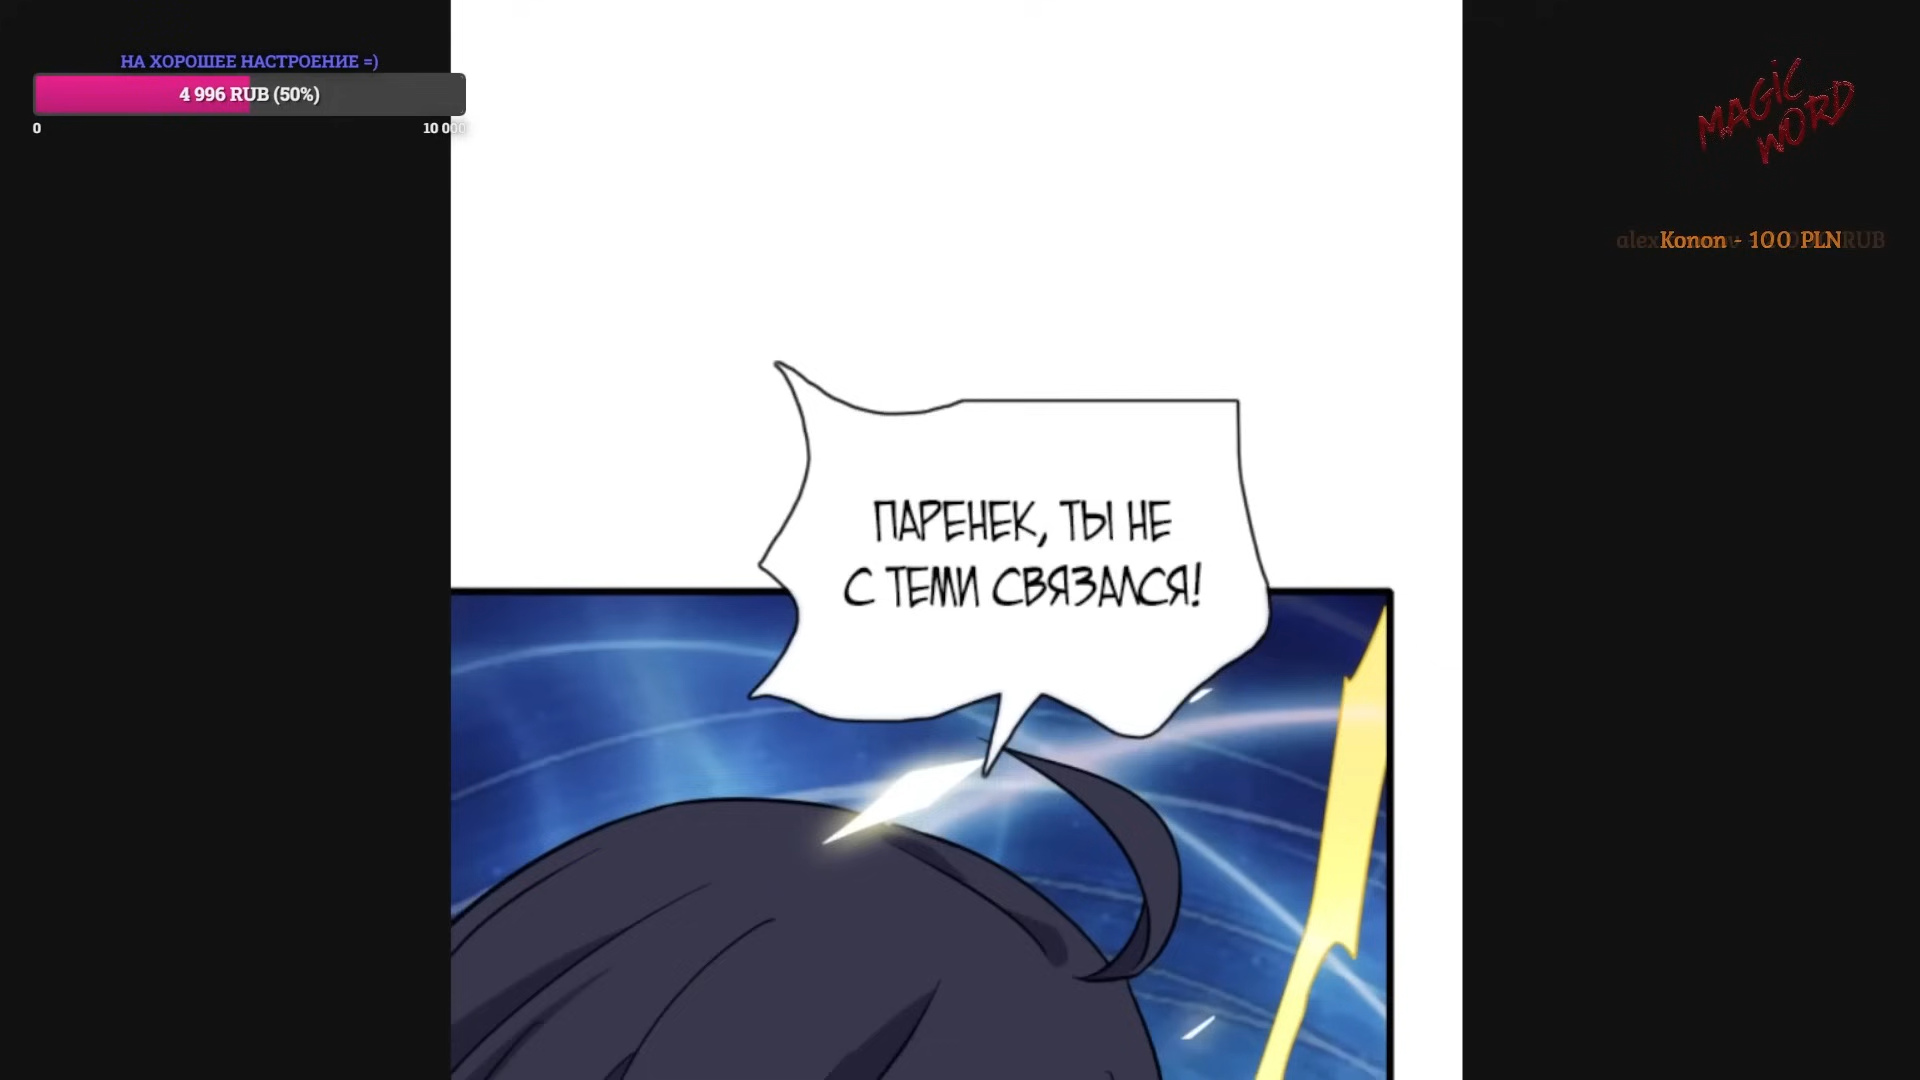 НА ХОРОШЕЕ НАСТРОЕНИЕ =)
4 996 RUB (50%)
0
10 000
MAGIC
WORD
Konon - 100 PLN
ПАРЕНЕК, ТЫ НЕ
С ТЕМИ СВЯЗАЛСЯ!